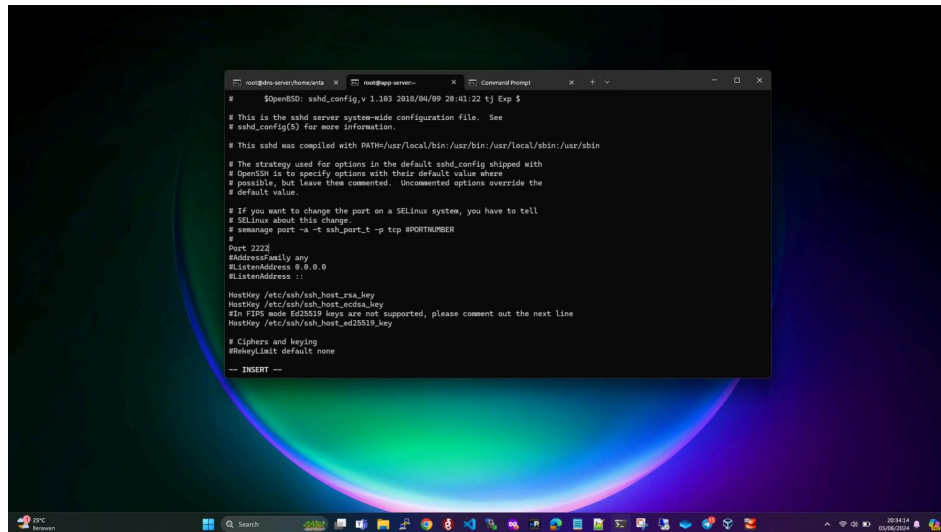 root@dns-server:/home/anta
root@app-server:~
Command Prompt
#       $OpenBSD: sshd_config,v 1.103 2018/04/09 20:41:22 tj Exp $
# This is the sshd server system-wide configuration file.  See
# sshd_config(5) for more information.
# This sshd was compiled with PATH=/usr/local/bin:/usr/bin:/usr/local/sbin:/usr/sbin
# The strategy used for options in the default sshd_config shipped with
# OpenSSH is to specify options with their default value where
# possible, but leave them commented.  Uncommented options override the
# default value.
# If you want to change the port on a SELinux system, you have to tell
# SELinux about this change.
# semanage port -a -t ssh_port_t -p tcp #PORTNUMBER
#
Port 2222
#AddressFamily any
#ListenAddress 0.0.0.0
#ListenAddress ::
HostKey /etc/ssh/ssh_host_rsa_key
HostKey /etc/ssh/ssh_host_ecdsa_key
#In FIPS mode Ed25519 keys are not supported, please comment out the next line
HostKey /etc/ssh/ssh_host_ed25519_key
# Ciphers and keying
#RekeyLimit default none
-- INSERT --
25°C
Berawan
Search
20:34:14
05/06/2024